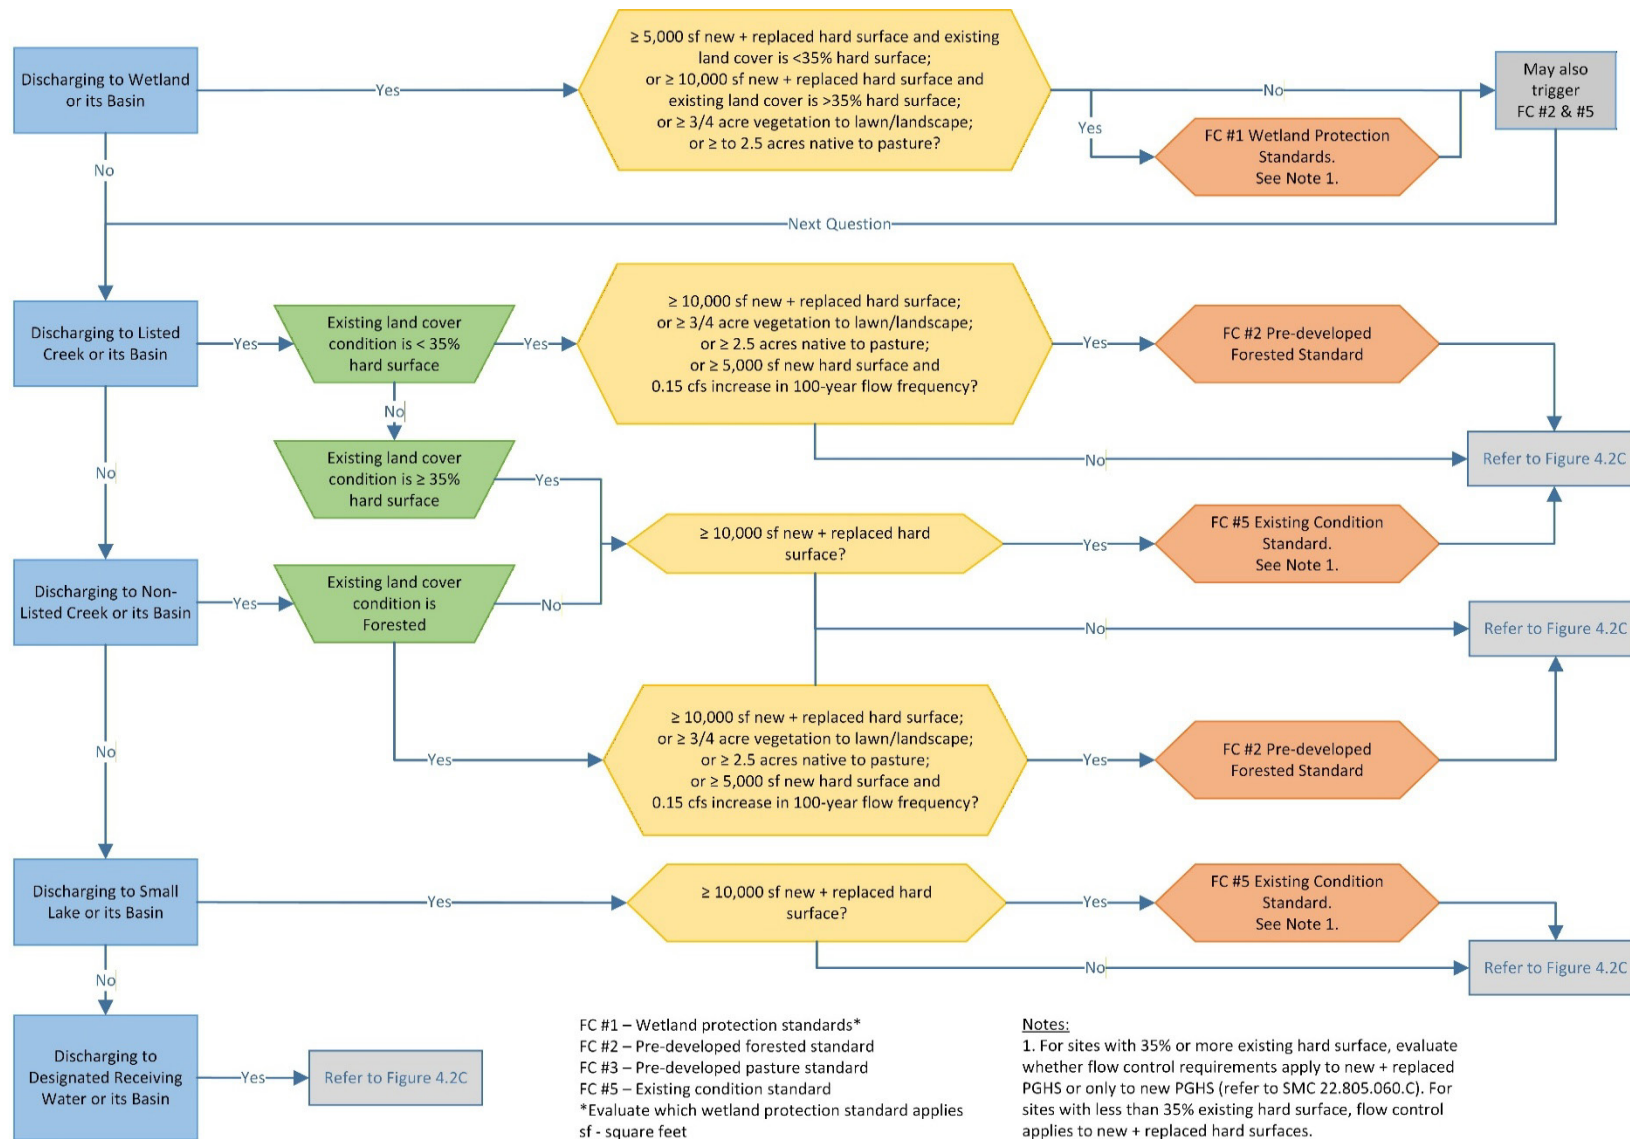 Discharging to Wetland
or its Basin
Yes
≥ 5,000 sf new + replaced hard surface and existing
land cover is <35% hard surface;
or ≥ 10,000 sf new + replaced hard surface and
existing land cover is >35% hard surface;
or ≥ 3/4 acre vegetation to lawn/landscape;
or ≥ to 2.5 acres native to pasture?
No
Yes
FC #1 Wetland Protection
Standards.
See Note 1.
May also
trigger
FC #2 & #5
No
Next Question
Discharging to Listed
Creek or its Basin
Yes
Existing land cover
condition is < 35%
hard surface
Yes
≥ 10,000 sf new + replaced hard surface;
or ≥ 3/4 acre vegetation to lawn/landscape;
or ≥ 2.5 acres native to pasture;
or ≥ 5,000 sf new hard surface and
0.15 cfs increase in 100-year flow frequency?
Yes
FC #2 Pre-developed
Forested Standard
No
No
Existing land cover
condition is ≥ 35%
hard surface
Yes
No
Refer to Figure 4.2C
≥ 10,000 sf new + replaced hard
surface?
Yes
FC #5 Existing Condition
Standard.
See Note 1.
Discharging to Non-
Listed Creek or its Basin
Yes
Existing land cover
condition is
Forested
No
No
Refer to Figure 4.2C
No
Yes
≥ 10,000 sf new + replaced hard surface;
or ≥ 3/4 acre vegetation to lawn/landscape;
or ≥ 2.5 acres native to pasture;
or ≥ 5,000 sf new hard surface and
0.15 cfs increase in 100-year flow frequency?
Yes
FC #2 Pre-developed
Forested Standard
Discharging to Small
Lake or its Basin
Yes
≥ 10,000 sf new + replaced hard
surface?
Yes
FC #5 Existing Condition
Standard.
See Note 1.
No
No
Refer to Figure 4.2C
Discharging to
Designated Receiving
Water or its Basin
Yes
Refer to Figure 4.2C
FC #1 – Wetland protection standards*
FC #2 – Pre-developed forested standard
FC #3 – Pre-developed pasture standard
FC #5 – Existing condition standard
*Evaluate which wetland protection standard applies
sf - square feet
Notes:
1. For sites with 35% or more existing hard surface, evaluate
whether flow control requirements apply to new + replaced
PGHS or only to new PGHS (refer to SMC 22.805.060.C). For
sites with less than 35% existing hard surface, flow control
applies to new + replaced hard surfaces.